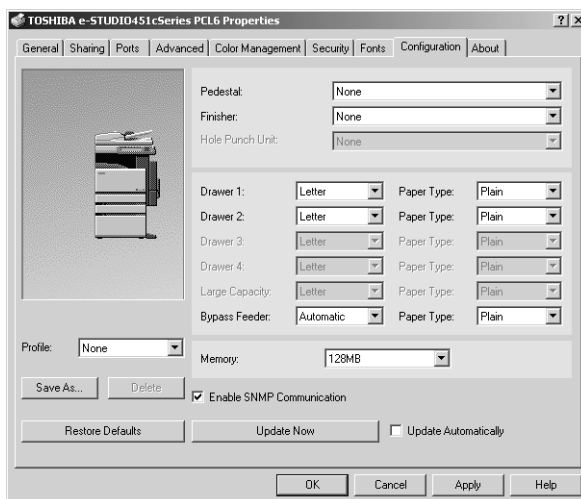 TOSHIBA e-STUDIO451cSeries PCL6 Properties
General Sharing Ports Advanced Color Management Security Fonts Configuration About
Pedestal: None
Finisher: None
Hole Punch Unit: None
Drawer 1: Letter Paper Type: Plain
Drawer 2: Letter Paper Type: Plain
Drawer 3: Letter Paper Type: Plain
Drawer 4: Letter Paper Type: Plain
Large Capacity: Letter Paper Type: Plain
Bypass Feeder: Automatic Paper Type: Plain
Profile: None
Memory: 128MB
Save As... Delete
Enable SNMP Communication
Restore Defaults Update Now Update Automatically
OK Cancel Apply Help